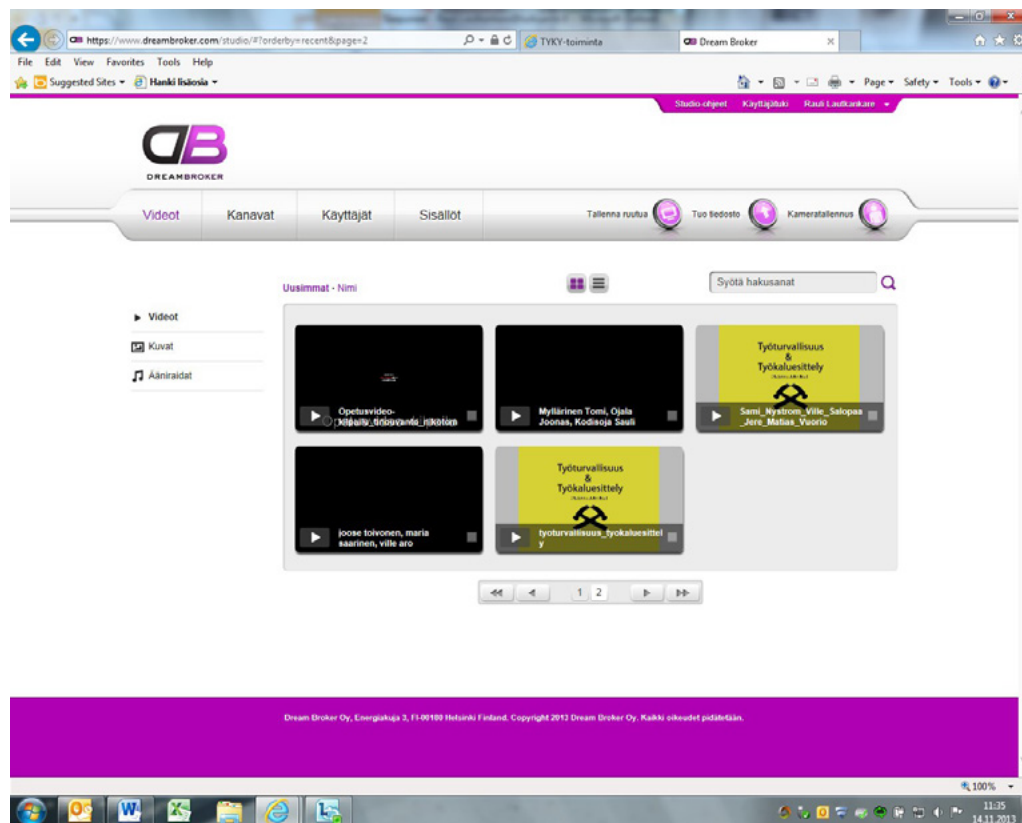 https://www.dreambroker.com/studio/#?orderby=recent&page=2
TYKY-toiminta
Dream Broker
File Edit View Favorites Tools Help
Suggested Sites Hanki lisäosia
Page Safety Tools
Studio-ohjeet Käyttäjätuki Rauli Lautkankare
DB
DREAMBROKER
Videot Kanavat Käyttäjät Sisällöt
Tallenna ruutua Tuo tiedosto Kameratallennus
Uusimmat - Nimi
Syötä hakusanat
Videot
Kuvat
Ääniraidat
Opetusvideo-
Myllärinen Tomi, Ojala
Joonas, Kodisoja Sauli
Työturvallisuus
&
Työkaluesittely
Sami_Nystrom_Ville_Salopaa
_Jere_Matias_Vuorio
joose toivonen, maria
saarinen, ville aro
Työturvallisuus
&
Työkaluesittely
tyoturvallisuus_tyokaluesittel
y
1 2
Dream Broker Oy, Energiakuja 3, FI-00180 Helsinki Finland. Copyright 2013 Dream Broker Oy. Kaikki oikeudet pidätetään.
100%
11:35
14.11.2013